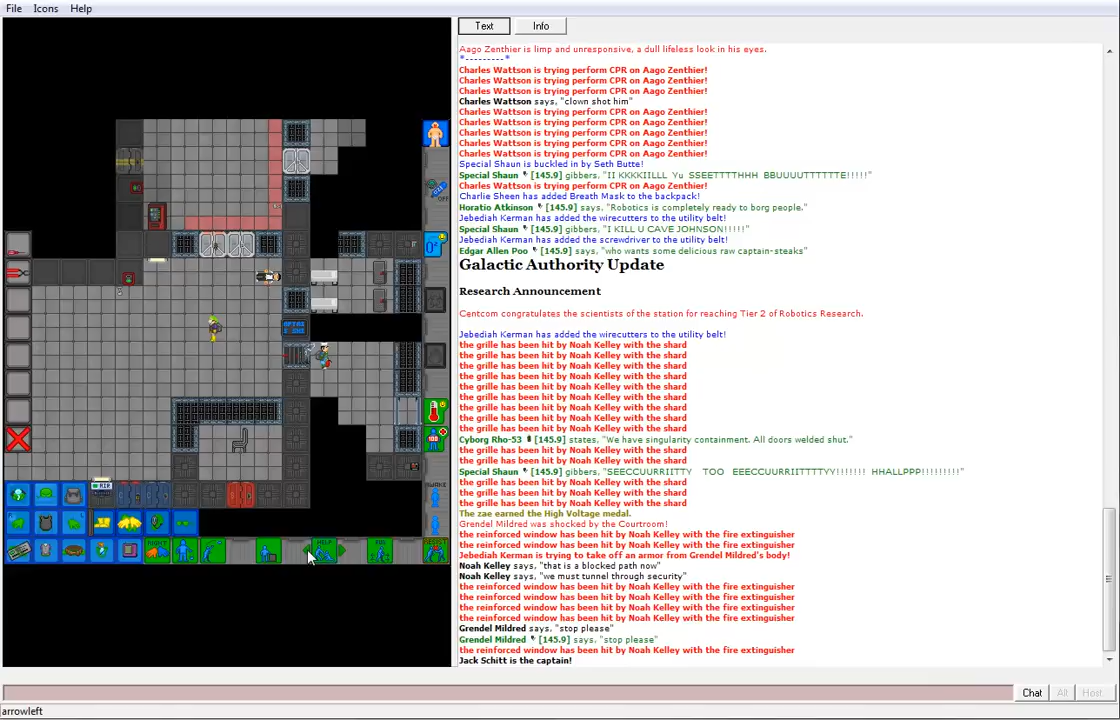 File Icons Help
Text Info
Aago Zenthier is limp and unresponsive, a dull lifeless look in his eyes.
*---------*
Charles Wattson is trying perform CPR on Aago Zenthier!
Charles Wattson is trying perform CPR on Aago Zenthier!
Charles Wattson is trying perform CPR on Aago Zenthier!
Charles Wattson says, "clown shot him"
Charles Wattson is trying perform CPR on Aago Zenthier!
Charles Wattson is trying perform CPR on Aago Zenthier!
Charles Wattson is trying perform CPR on Aago Zenthier!
Charles Wattson is trying perform CPR on Aago Zenthier!
Charles Wattson is trying perform CPR on Aago Zenthier!
Special Shaun is buckled in by Seth Butte!
Special Shaun [145.9] gibbers, "II KKKKIILLL Yu SSEETTTTHHH BBUUUUTTTTTTE!!!!!"
Charles Wattson is trying perform CPR on Aago Zenthier!
Charlie Sheen has added Breath Mask to the backpack!
Horatio Atkinson [145.9] says, "Robotics is completely ready to borg people."
Jebediah Kerman has added the wirecutters to the utility belt!
Special Shaun [145.9] gibbers, "I KILL U CAVE JOHNSON!!!!!"
Jebediah Kerman has added the screwdriver to the utility belt!
Edgar Allen Poo [145.9] says, "who wants some delicious raw captain-steaks"
Galactic Authority Update
Research Announcement
Centcom congratulates the scientists of the station for reaching Tier 2 of Robotics Research.
Jebediah Kerman has added the wirecutters to the utility belt!
the grille has been hit by Noah Kelley with the shard
the grille has been hit by Noah Kelley with the shard
the grille has been hit by Noah Kelley with the shard
the grille has been hit by Noah Kelley with the shard
the grille has been hit by Noah Kelley with the shard
the grille has been hit by Noah Kelley with the shard
the grille has been hit by Noah Kelley with the shard
the grille has been hit by Noah Kelley with the shard
the grille has been hit by Noah Kelley with the shard
Cyborg Rho-53 [145.9] states, "We have singularity containment. All doors welded shut."
the grille has been hit by Noah Kelley with the shard
the grille has been hit by Noah Kelley with the shard
Special Shaun [145.9] gibbers, "SEECCUURRIITTY TOO EEECCUURRIITTTTYY!!!!!!! HHALLPPP!!!!!!!!!"
the grille has been hit by Noah Kelley with the shard
the grille has been hit by Noah Kelley with the shard
the grille has been hit by Noah Kelley with the shard
The zae earned the High Voltage medal.
Grendel Mildred was shocked by the Courtroom!
the reinforced window has been hit by Noah Kelley with the fire extinguisher
the reinforced window has been hit by Noah Kelley with the fire extinguisher
Jebediah Kerman is trying to take off an armor from Grendel Mildred's body!
Noah Kelley says, "that is a blocked path now"
Noah Kelley says, "we must tunnel through security"
the reinforced window has been hit by Noah Kelley with the fire extinguisher
the reinforced window has been hit by Noah Kelley with the fire extinguisher
the reinforced window has been hit by Noah Kelley with the fire extinguisher
the reinforced window has been hit by Noah Kelley with the fire extinguisher
Grendel Mildred says, "stop please"
Grendel Mildred [145.9] says, "stop please"
the reinforced window has been hit by Noah Kelley with the fire extinguisher
Jack Schitt is the captain!
OFF
AIR
AWAKE
RIGHT
HELP
RESIST
Chat Alt Host
arrowleft